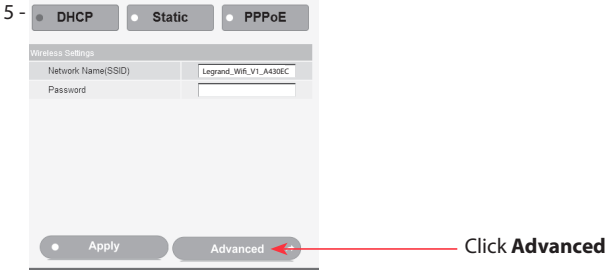 5 - DHCP Static PPPoE
Wireless Settings
Network Name(SSID) Legrand_Wifi_V1_A430EC
Password
Apply Advanced Click Advanced